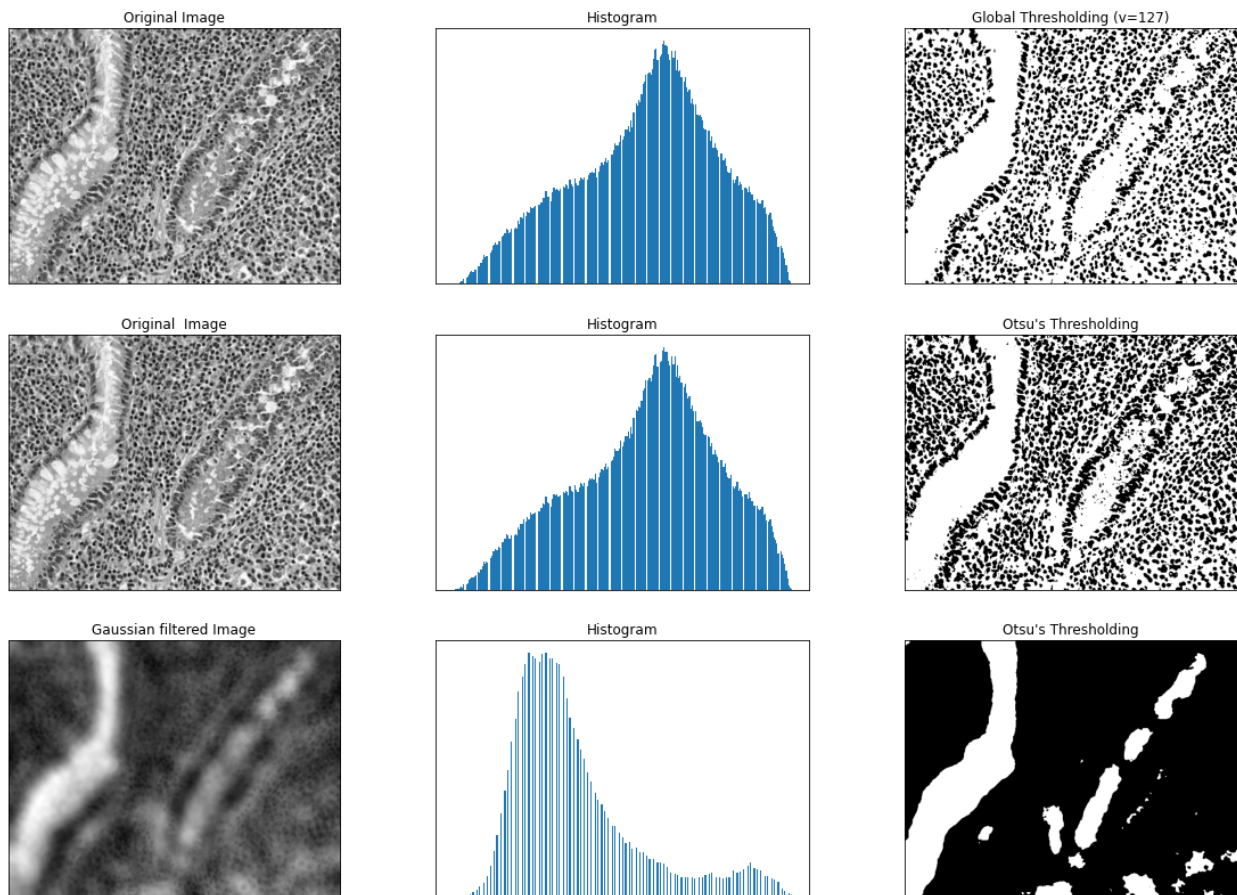 Original Image
Histogram
Global Thresholding (v=127)
Original  Image
Histogram
Otsu's Thresholding
Gaussian filtered Image
Histogram
Otsu's Thresholding